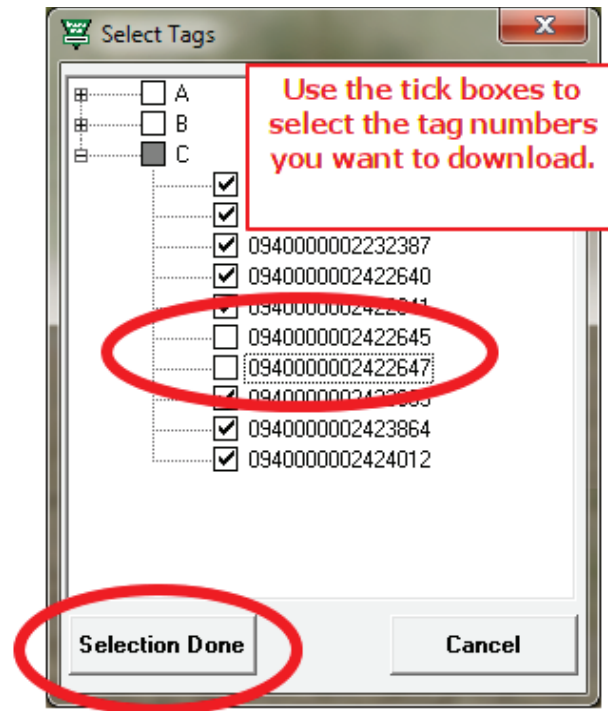 Select Tags
A
B
C
Use the tick boxes to
select the tag numbers
you want to download.
0940000002232387
0940000002422640
0940000002422645
0940000002422647
0940000002423864
0940000002424012
Selection Done
Cancel